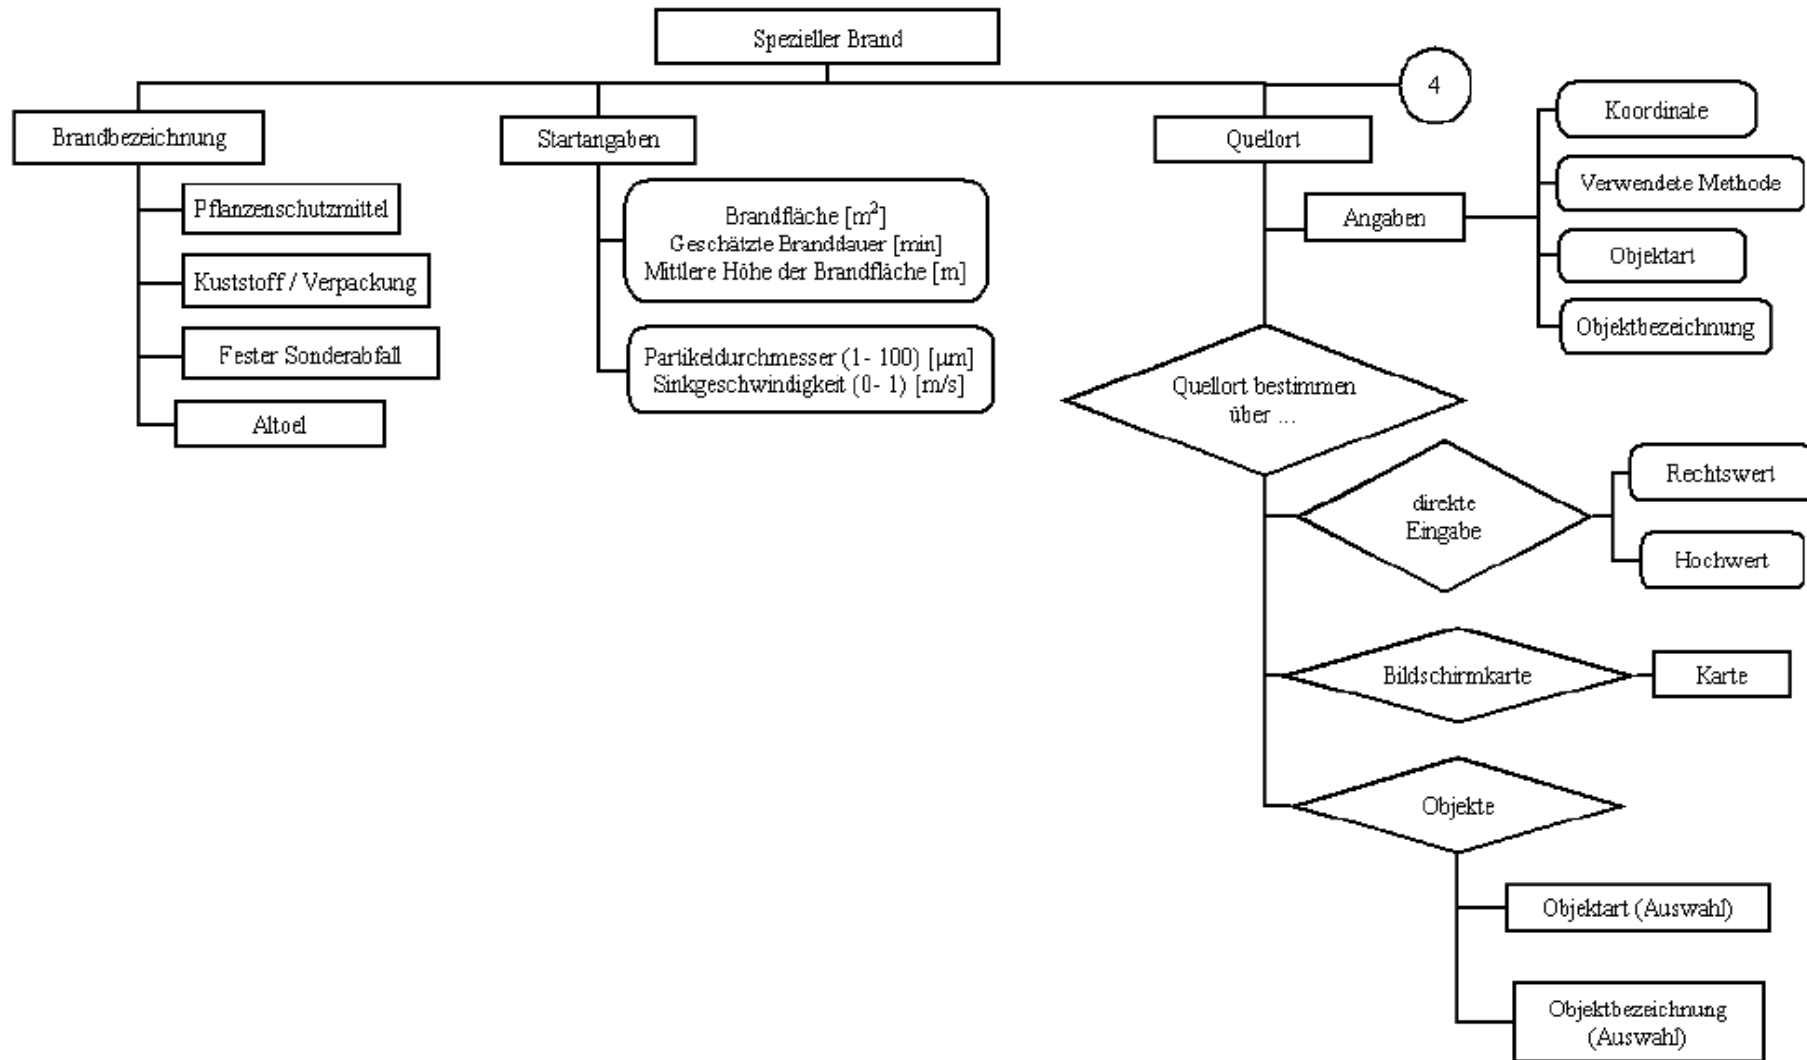 Spezieller Brand
4
Brandbezeichnung
Pflanzenschutzmittel
Kuststoff / Verpackung
Fester Sonderabfall
Altoel
Startangaben
Brandfläche [m²]
Geschätzte Branddauer [min]
Mittlere Höhe der Brandfläche [m]
Partikeldurchmesser (1- 100) [µm]
Sinkgeschwindigkeit (0- 1) [m/s]
Quellort
Angaben
Koordinate
Verwendete Methode
Objektart
Objektbezeichnung
Quellort bestimmen
über ...
direkte
Eingabe
Rechtswert
Hochwert
Bildschirmkarte
Karte
Objekte
Objektart (Auswahl)
Objektbezeichnung
(Auswahl)